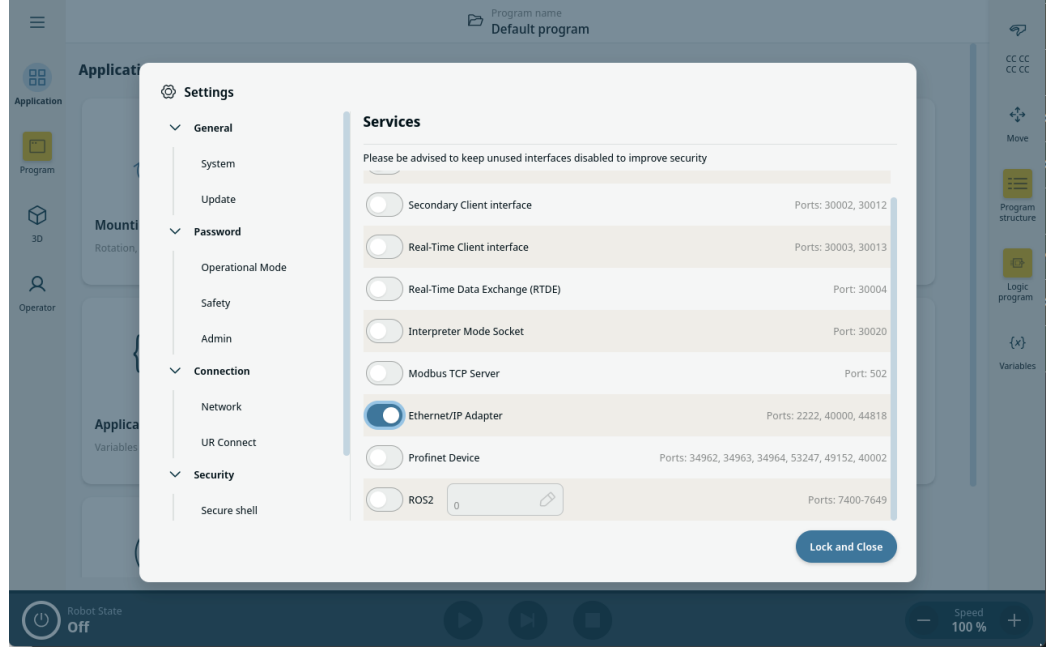 Program name
Default program
Application
Program
3D
Operator
Applicati
Mounti
Rotation,
Applica
Variables
Settings
General
System
Update
Password
Operational Mode
Safety
Admin
Connection
Network
UR Connect
Security
Secure shell
Services
Please be advised to keep unused interfaces disabled to improve security
Secondary Client interface Ports: 30002, 30012
Real-Time Client interface Ports: 30003, 30013
Real-Time Data Exchange (RTDE) Port: 30004
Interpreter Mode Socket Port: 30020
Modbus TCP Server Port: 502
Ethernet/IP Adapter Ports: 2222, 40000, 44818
Profinet Device Ports: 34962, 34963, 34964, 53247, 49152, 40002
ROS2 0 Ports: 7400-7649
Lock and Close
CC CC
CC CC
Move
Program
structure
Logic
program
{x}
Variables
Robot State
Off
Speed
100 %